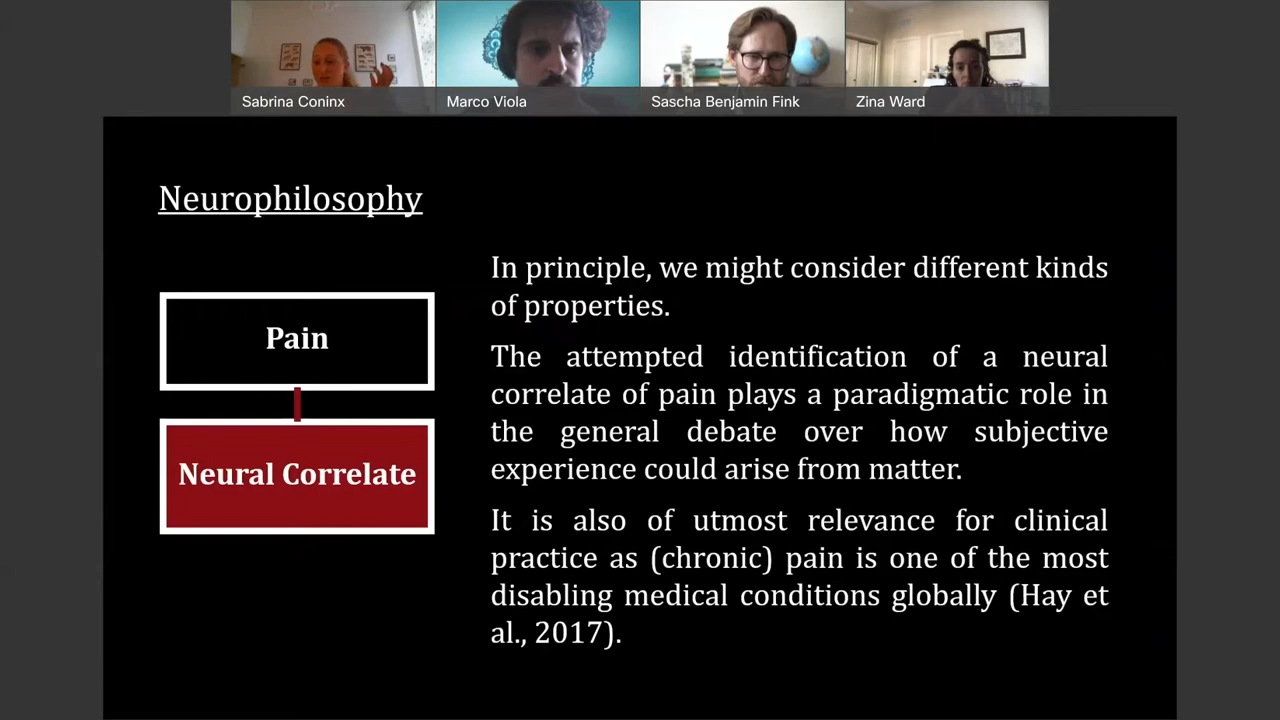 Sabrina Coninx
Marco Viola
Sascha Benjamin Fink
Zina Ward
Neurophilosophy
Pain
Neural Correlate
In principle, we might consider different kinds
of properties.
The attempted identification of a neural
correlate of pain plays a paradigmatic role in
the general debate over how subjective
experience could arise from matter.
It is also of utmost relevance for clinical
practice as (chronic) pain is one of the most
disabling medical conditions globally (Hay et
al., 2017).